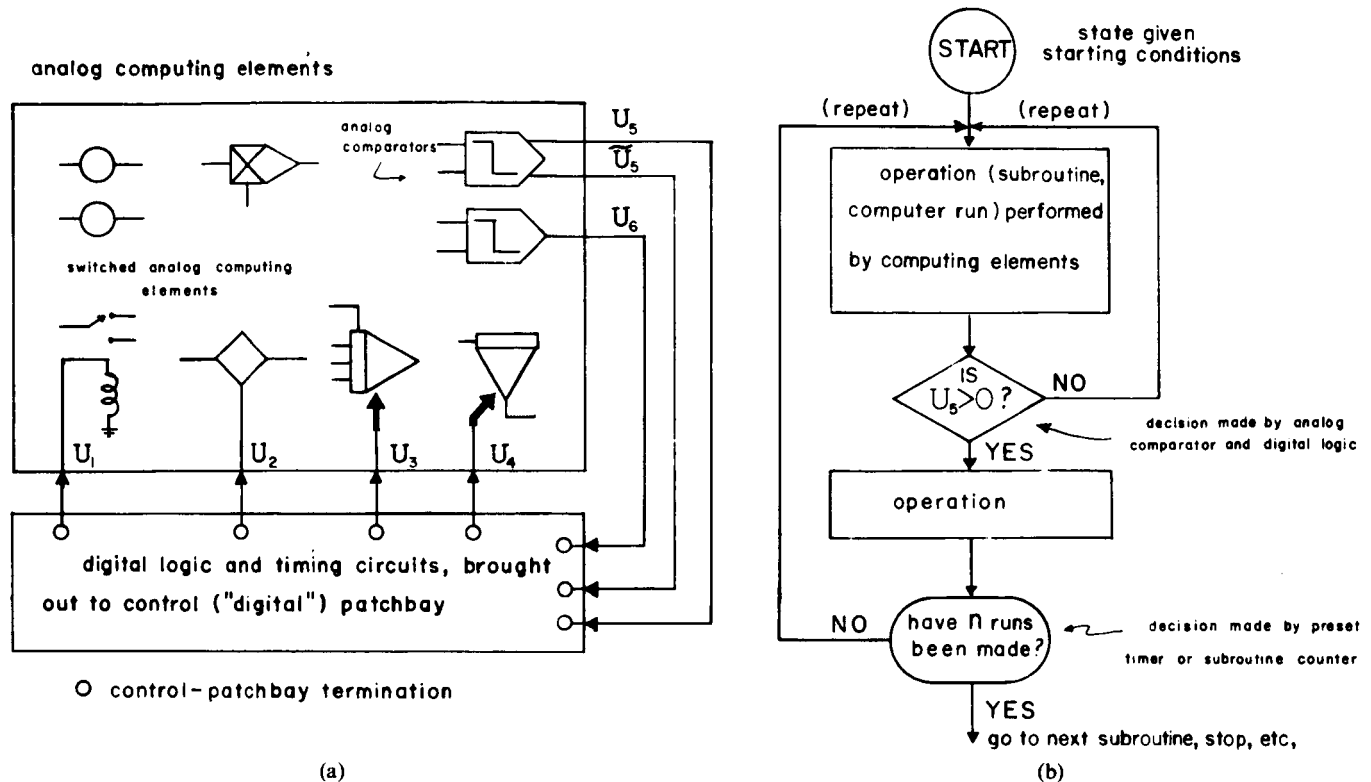 analog computing elements
analog
comparators
U₅
Ũ₅
U₆
switched analog computing
elements
U₁
U₂
U₃
U₄
digital logic and timing circuits, brought
out to control ("digital") patchbay
O control-patchbay termination
(a)
START
state given
starting conditions
(repeat)
(repeat)
operation (subroutine,
computer run) performed
by computing elements
IS
U₅>0?
NO
decision made by analog
comparator and digital logic
YES
operation
NO
have n runs
been made?
decision made by preset
timer or subroutine counter
YES
go to next subroutine, stop, etc,
(b)